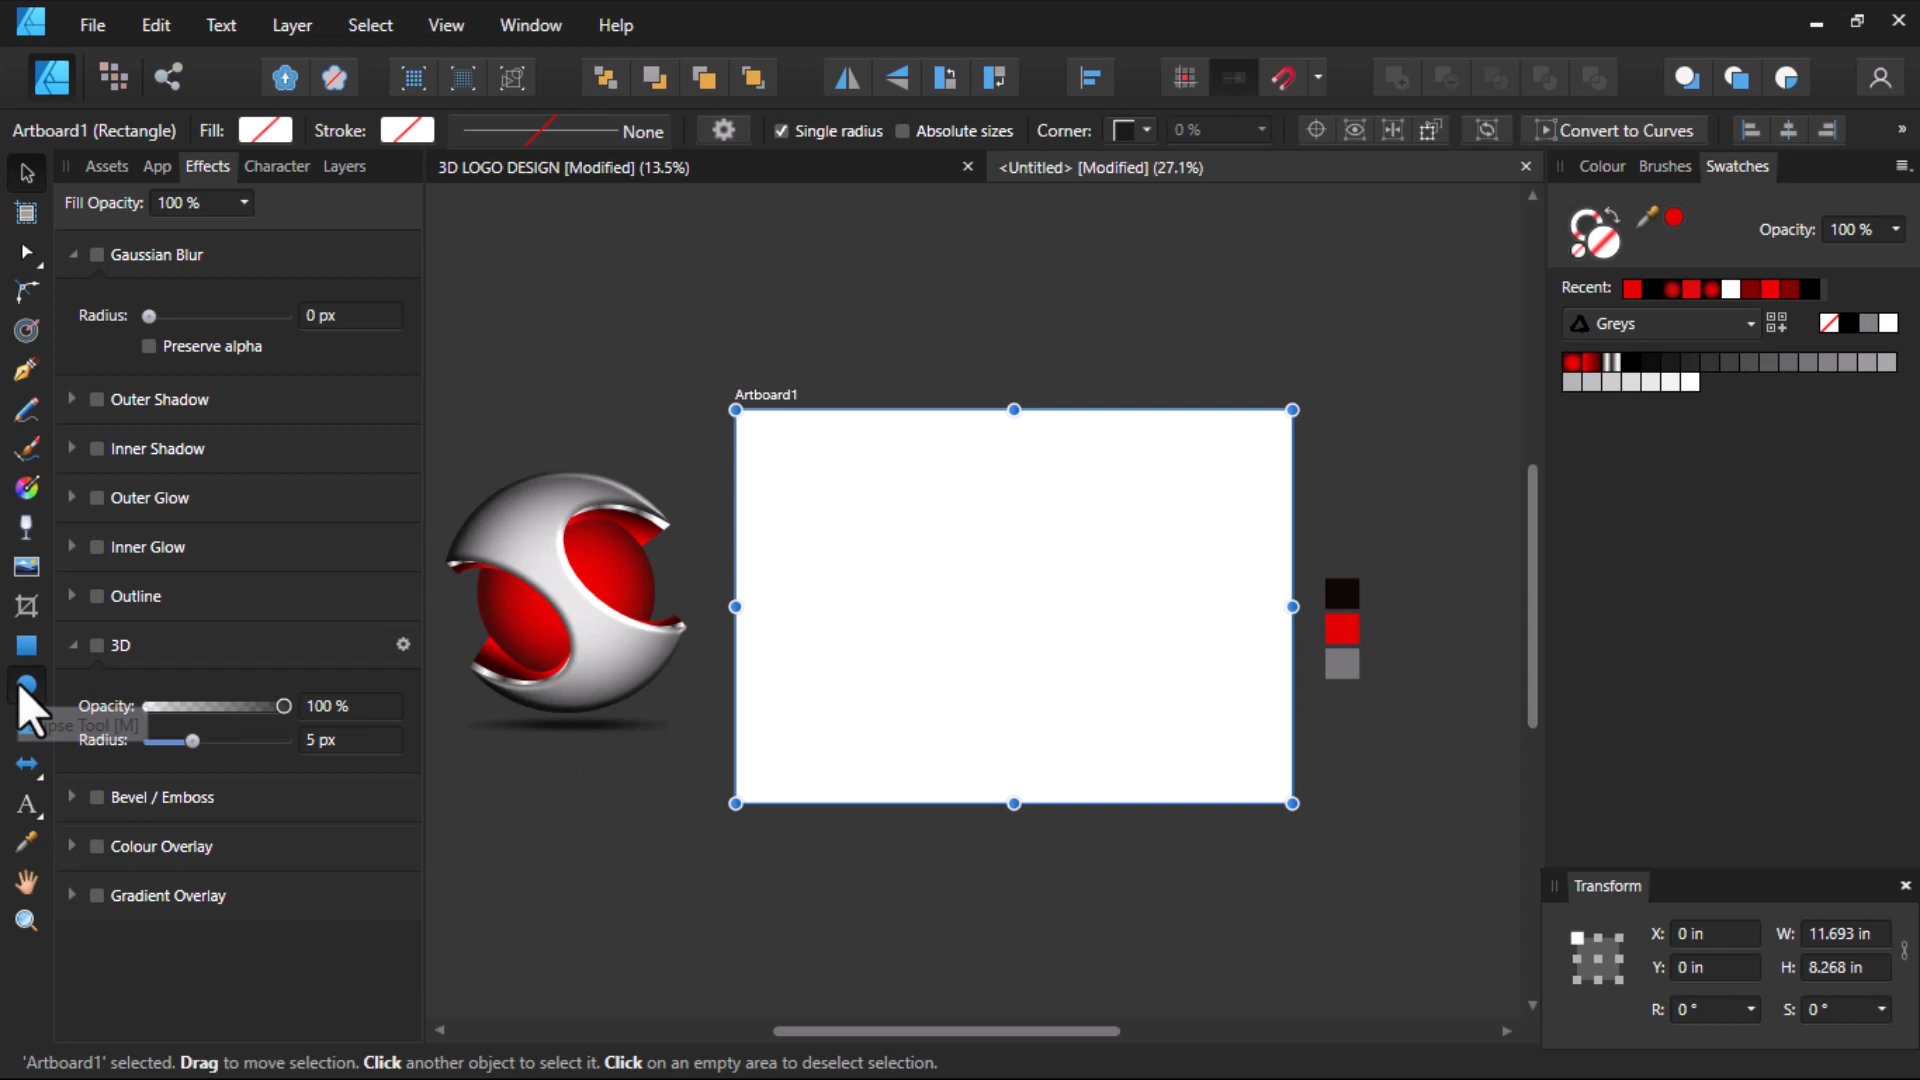 File Edit Text Layer Select View Window Help
Artboard1 (Rectangle) Fill: Stroke: None Single radius Absolute sizes Corner: 0 % Convert to Curves »
Assets App Effects Character Layers
3D LOGO DESIGN [Modified] (13.5%) <Untitled> [Modified] (27.1%)
Colour Brushes Swatches
Fill Opacity: 100 %
Opacity: 100 %
Gaussian Blur
Recent:
Radius: 0 px
Greys
Preserve alpha
Outer Shadow
Artboard1
Inner Shadow
Outer Glow
Inner Glow
Outline
3D
Opacity: 100 %
Tool [M]
Radius: 5 px
Bevel / Emboss
Colour Overlay
Gradient Overlay
Transform
X: 0 in W: 11.693 in
Y: 0 in H: 8.268 in
R: 0 ° S: 0 °
'Artboard1' selected. Drag to move selection. Click another object to select it. Click on an empty area to deselect selection.